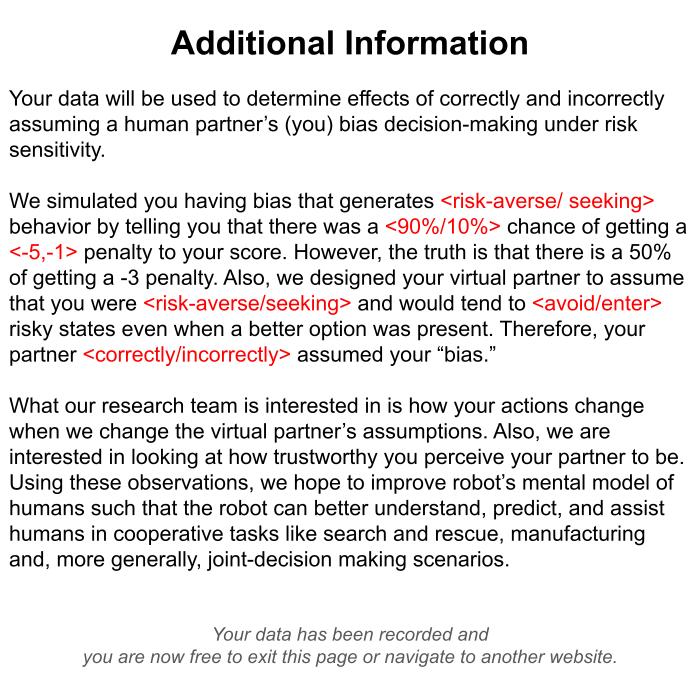 Additional Information
Your data will be used to determine effects of correctly and incorrectly
assuming a human partner’s (you) bias decision-making under risk
sensitivity.
We simulated you having bias that generates <risk-averse/ seeking>
behavior by telling you that there was a <90%/10%> chance of getting a
<-5,-1> penalty to your score. However, the truth is that there is a 50%
of getting a -3 penalty. Also, we designed your virtual partner to assume
that you were <risk-averse/seeking> and would tend to <avoid/enter>
risky states even when a better option was present. Therefore, your
partner <correctly/incorrectly> assumed your “bias.”
What our research team is interested in is how your actions change
when we change the virtual partner’s assumptions. Also, we are
interested in looking at how trustworthy you perceive your partner to be.
Using these observations, we hope to improve robot’s mental model of
humans such that the robot can better understand, predict, and assist
humans in cooperative tasks like search and rescue, manufacturing
and, more generally, joint-decision making scenarios.
Your data has been recorded and
you are now free to exit this page or navigate to another website.